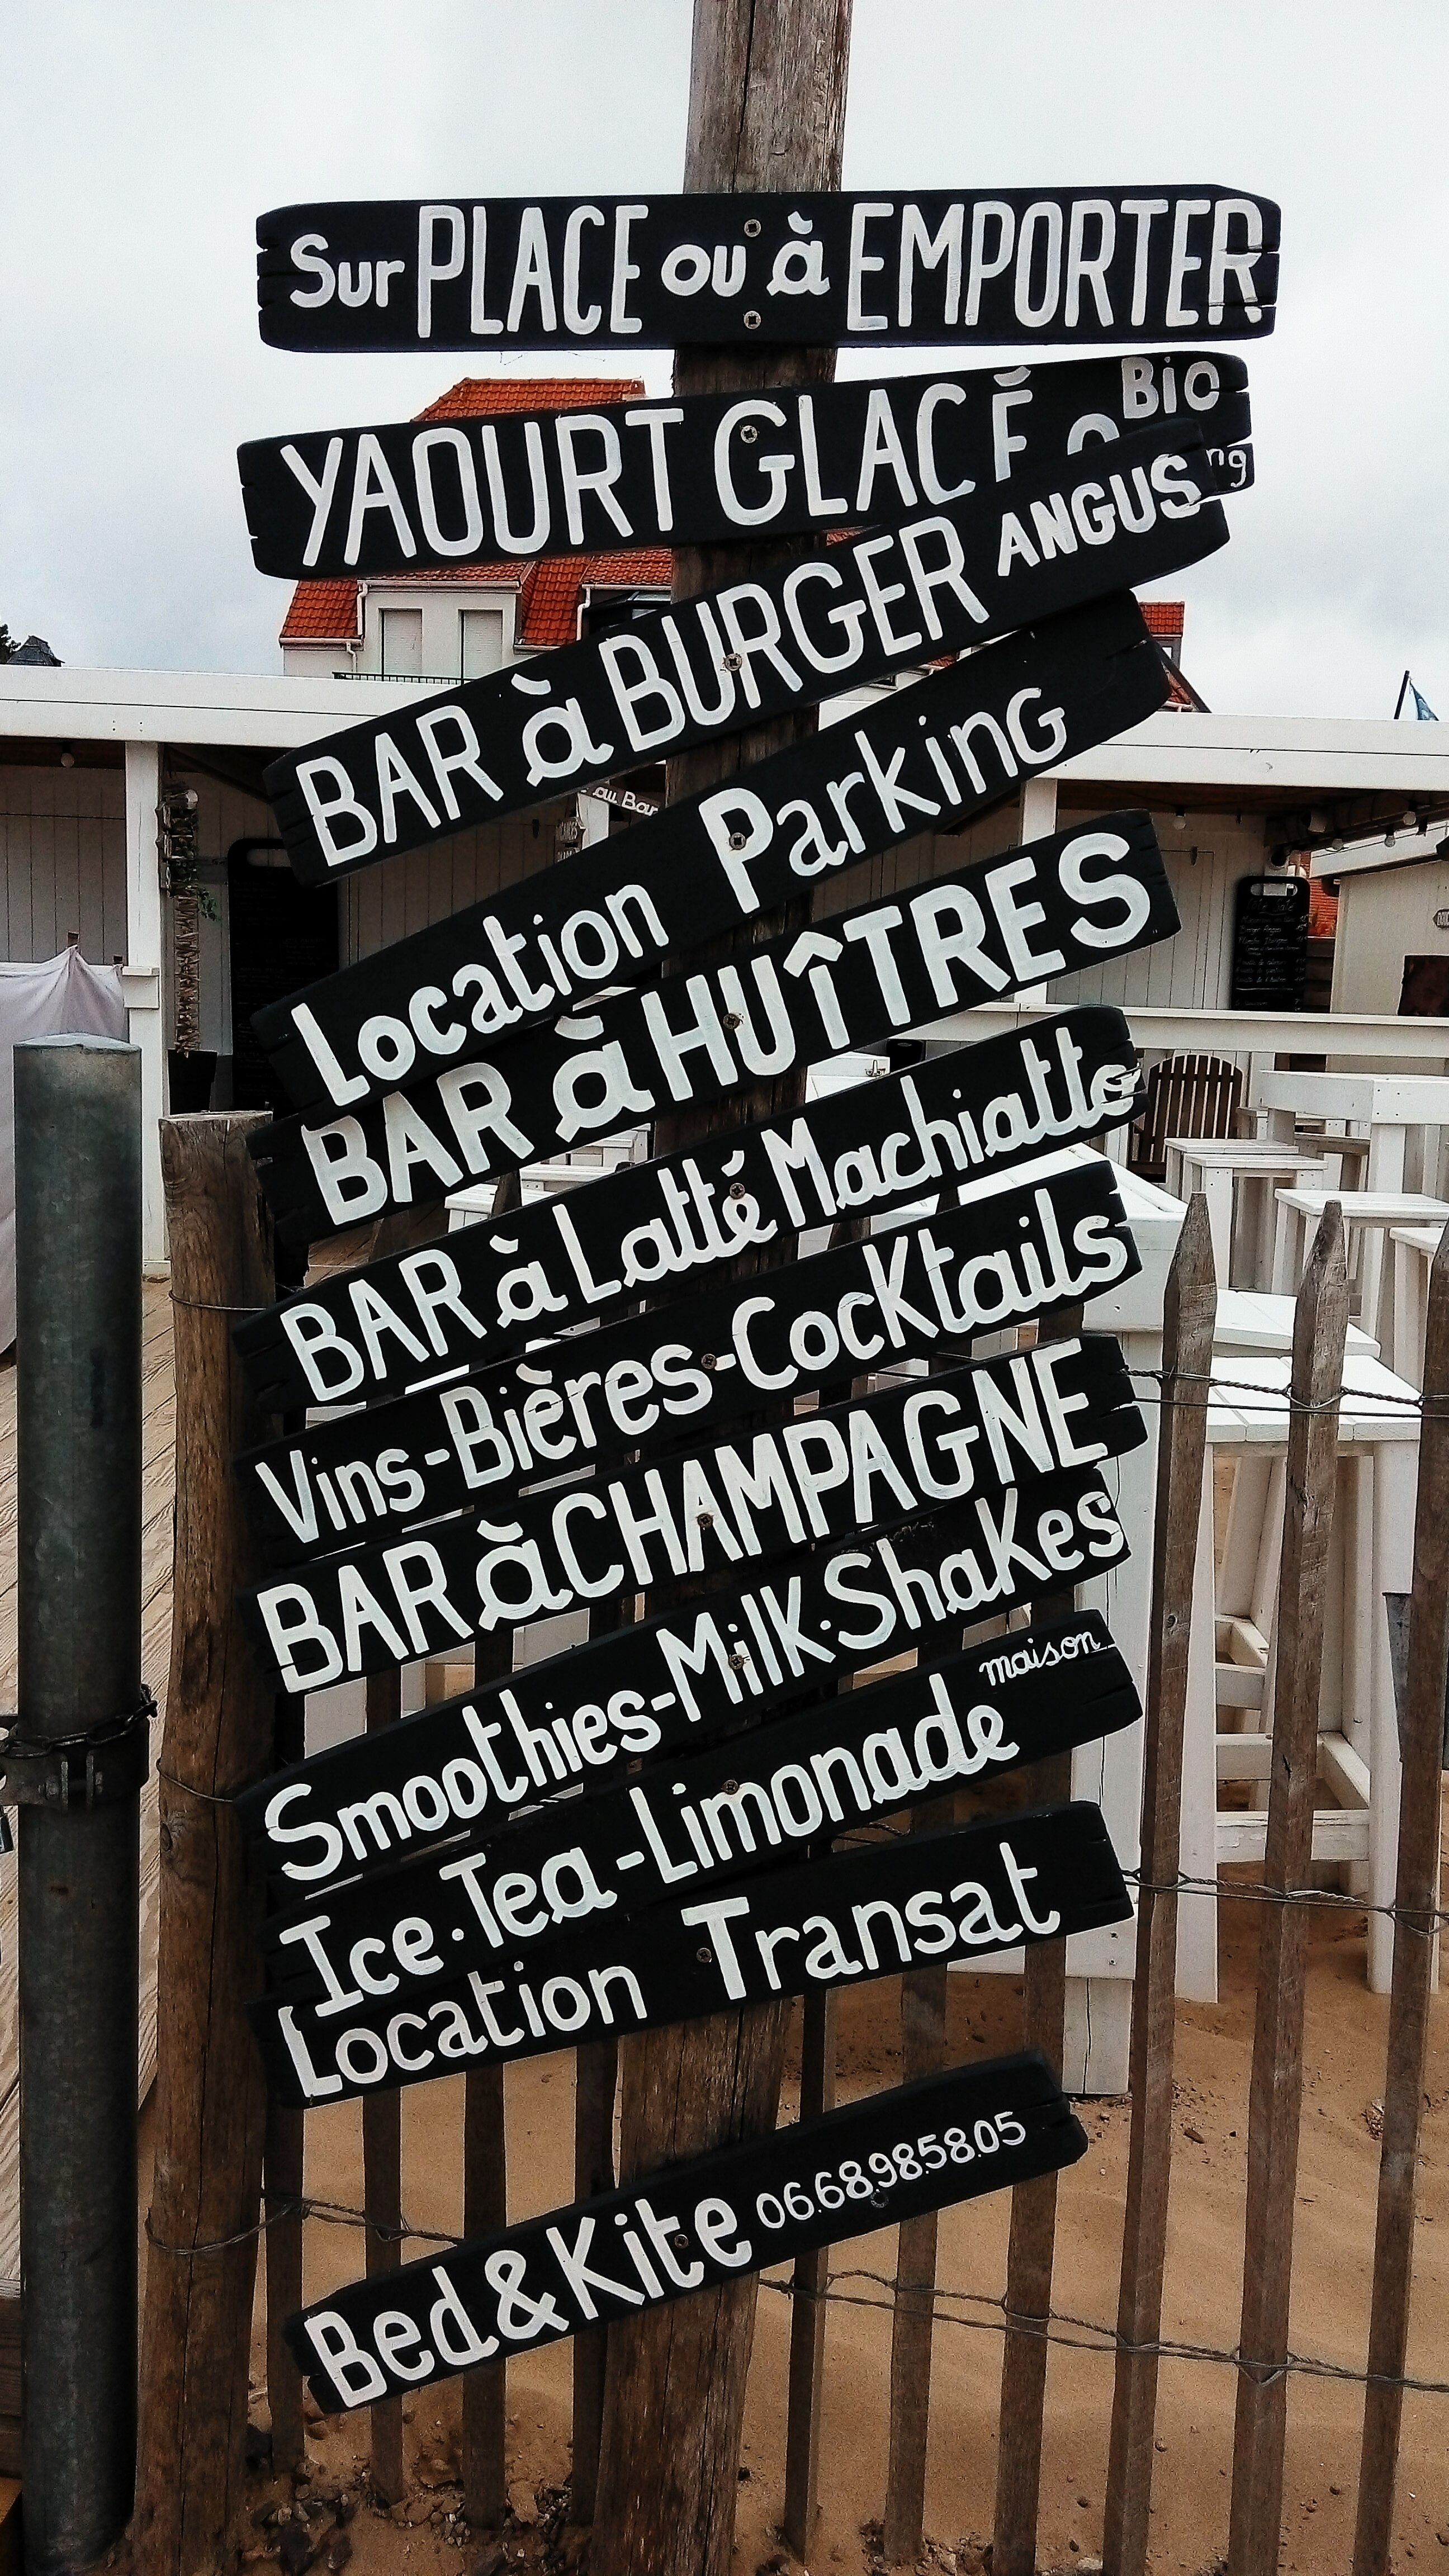 Sur PLACE ou à EMPORTER
YAOURT GLACÉ Bio
BAR à BURGER ANGUS
Location Parking
BAR à HUÎTRES
BAR à Latté Machiatto
Vins-Bières-Cocktails
BAR à CHAMPAGNE
Smoothies-Milk·Shakes
Ice·Tea-Limonade maison
Location Transat
Bed&Kite 06.68.98.58.05